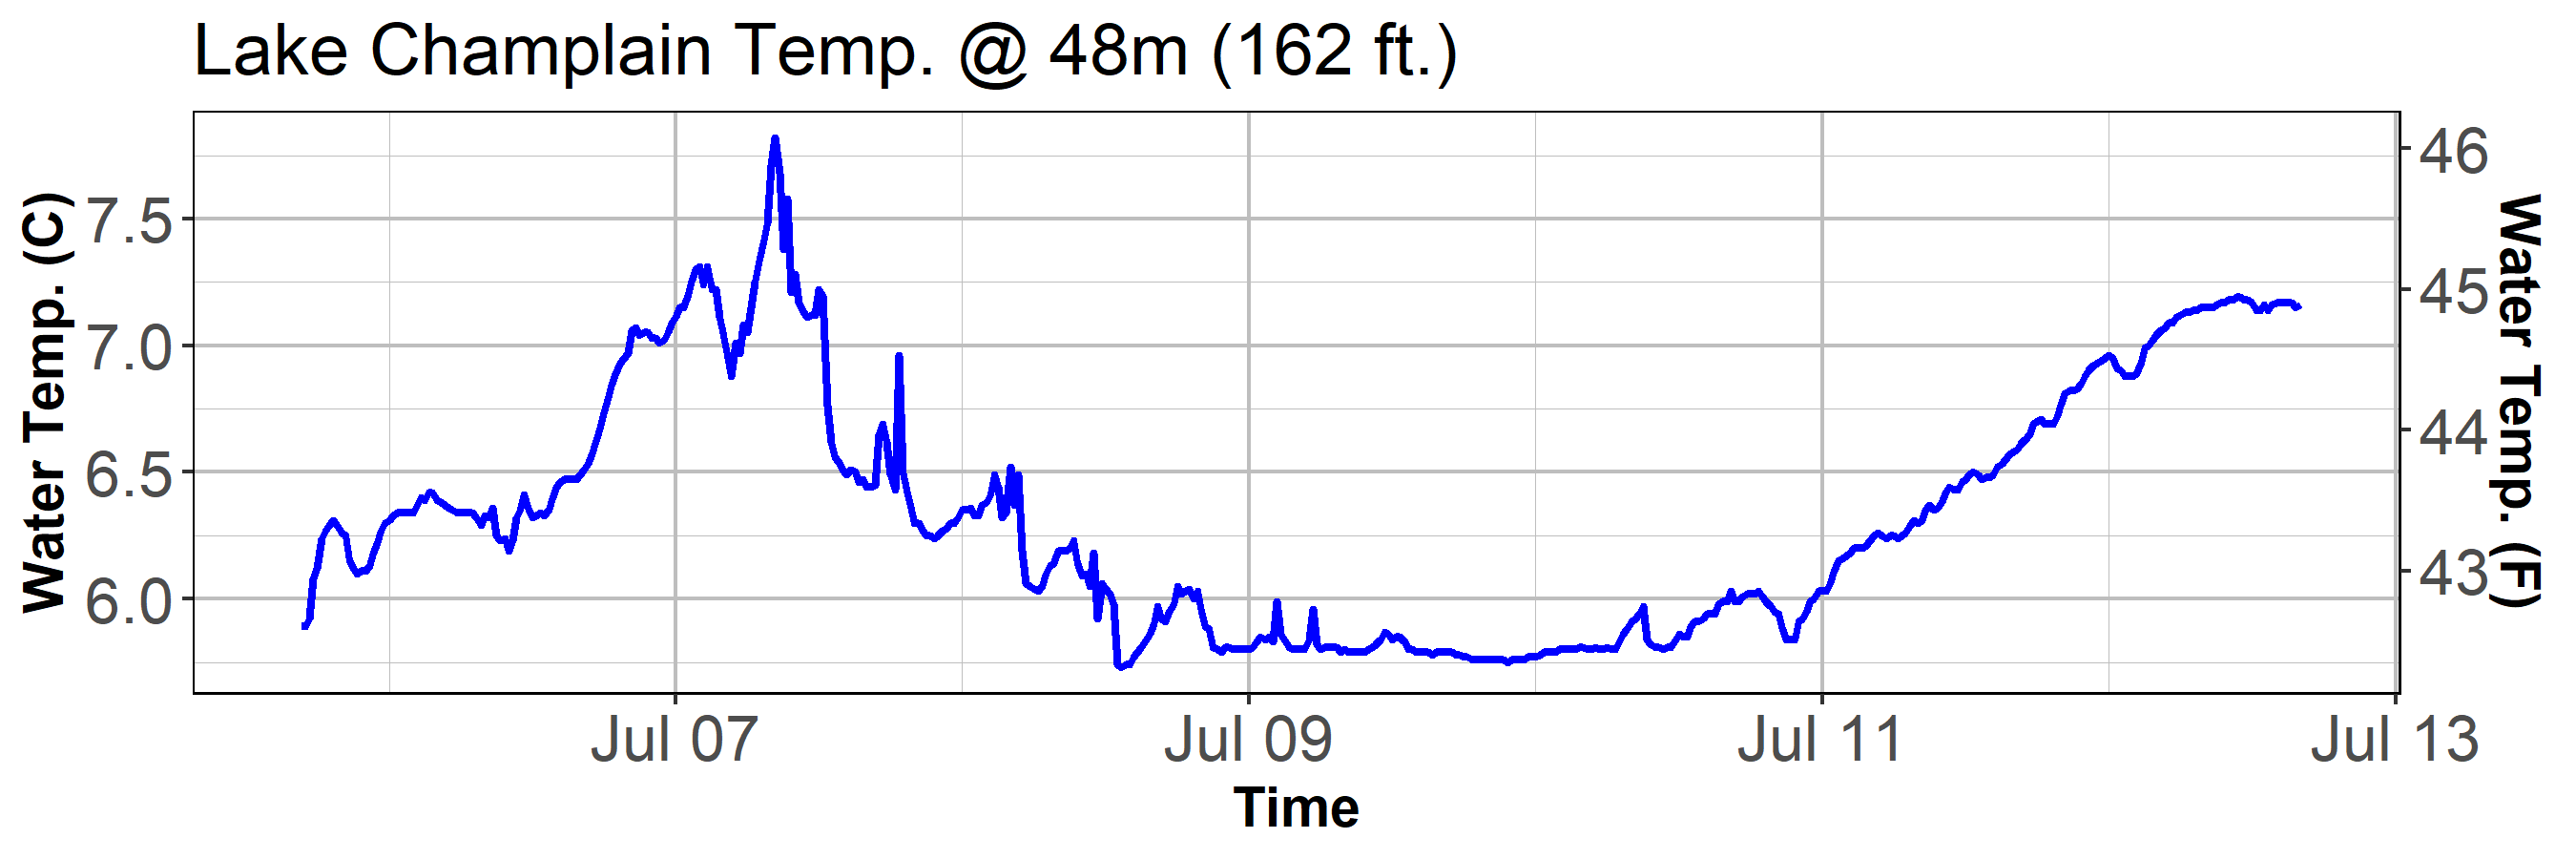 Lake Champlain Temp. @ 48m (162 ft.)
Water Temp. (C)
7.5
7.0
6.5
6.0
46
45
44
43
Water Temp. (F)
Jul 07 Jul 09 Jul 11 Jul 13
Time